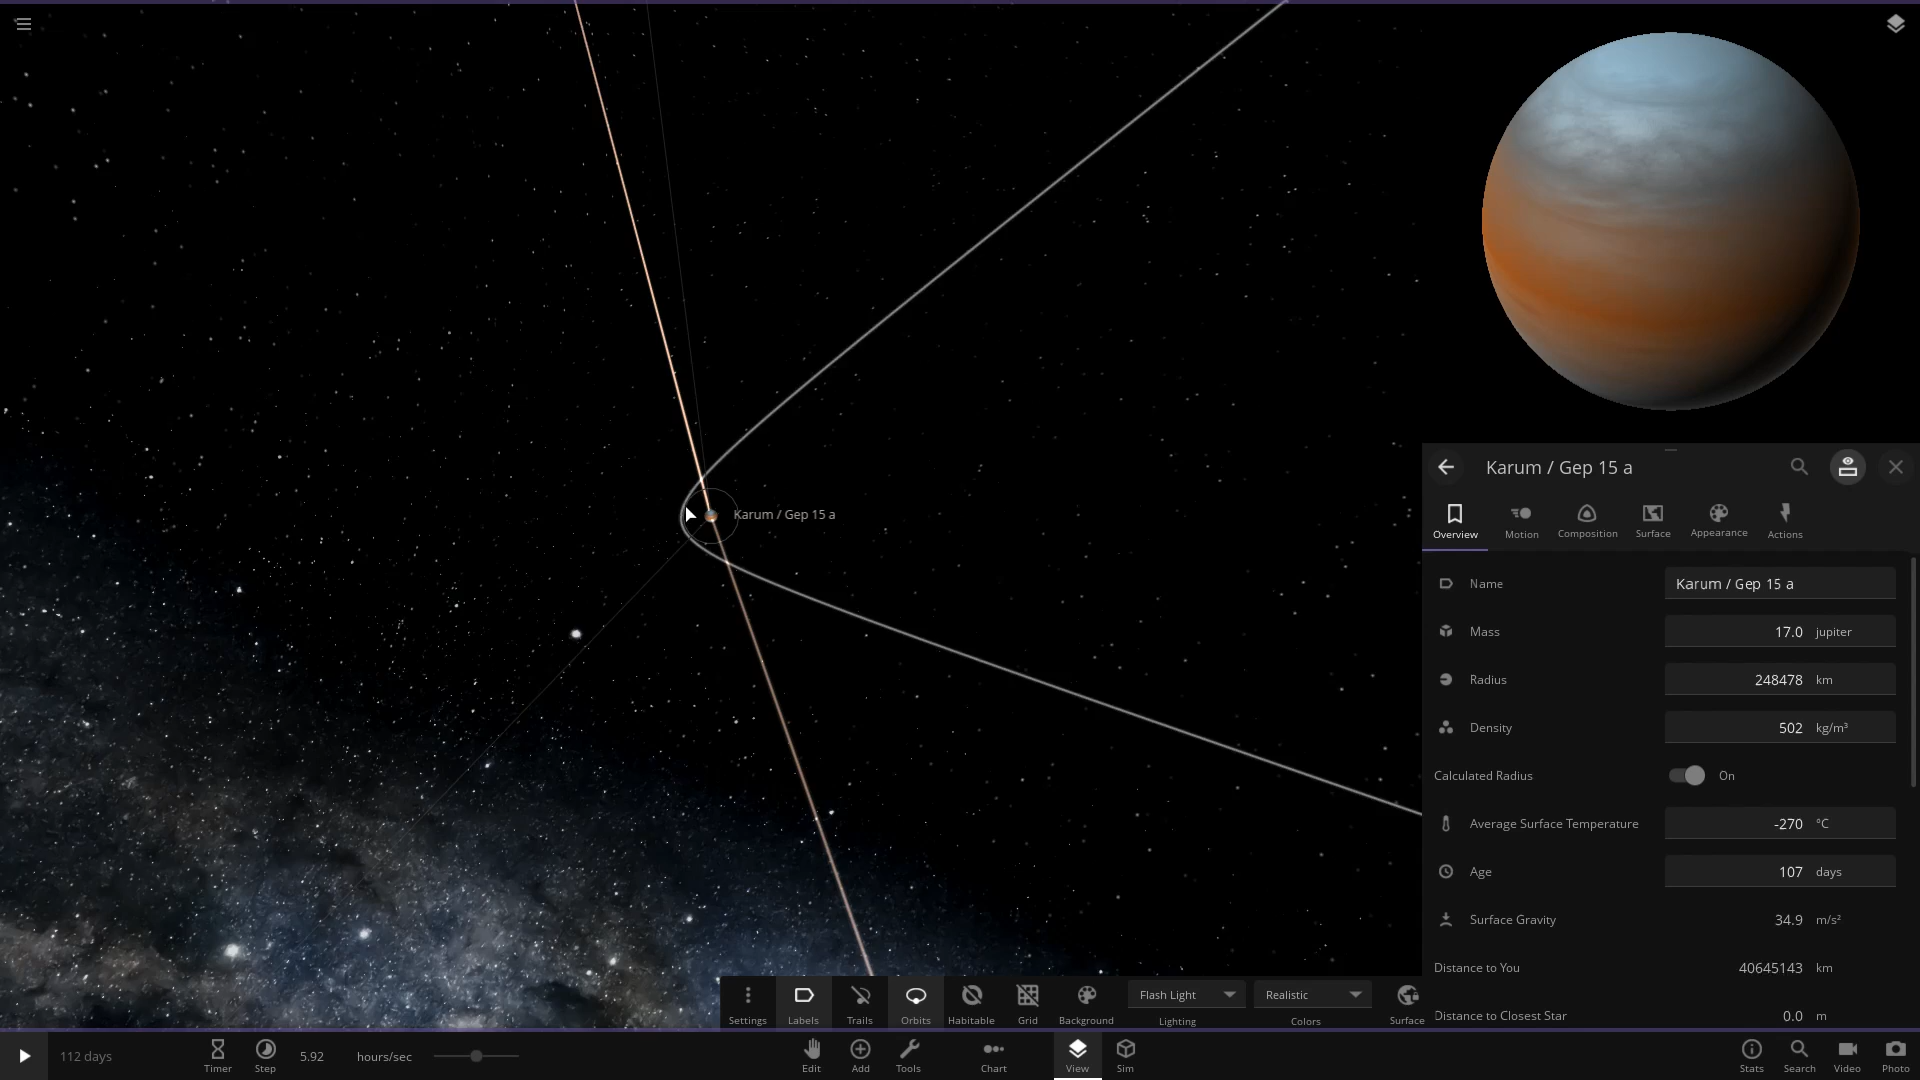 Karum / Gep 15 a
Karum / Gep 15 a
Overview
Motion
Composition
Surface
Appearance
Actions
Name
Karum / Gep 15 a
Mass
17.0 jupiter
Radius
248478 km
Density
502 kg/m³
Calculated Radius
On
Average Surface Temperature
-270 °C
Age
107 days
Surface Gravity
34.9 m/s²
Distance to You
40645143 km
Distance to Closest Star
0.0 m
Settings
Labels
Trails
Orbits
Habitable
Grid
Background
Flash Light
Lighting
Realistic
Colors
Surface
112 days
Timer
Step
5.92 hours/sec
Edit
Add
Tools
Chart
View
Sim
Stats
Search
Video
Photo